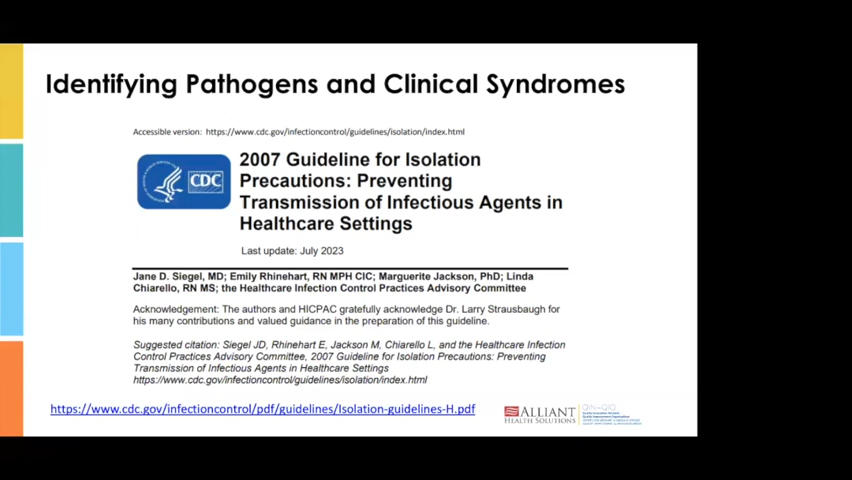 Identifying Pathogens and Clinical Syndromes
Accessible version: https://www.cdc.gov/infectioncontrol/guidelines/isolation/index.html
CDC
2007 Guideline for Isolation
Precautions: Preventing
Transmission of Infectious Agents in
Healthcare Settings
Last update: July 2023
Jane D. Siegel, MD; Emily Rhinehart, RN MPH CIC; Marguerite Jackson, PhD; Linda
Chiarello, RN MS; the Healthcare Infection Control Practices Advisory Committee
Acknowledgement: The authors and HICPAC gratefully acknowledge Dr. Larry Strausbaugh for
his many contributions and valued guidance in the preparation of this guideline.
Suggested citation: Siegel JD, Rhinehart E, Jackson M, Chiarello L, and the Healthcare Infection
Control Practices Advisory Committee, 2007 Guideline for Isolation Precautions: Preventing
Transmission of Infectious Agents in Healthcare Settings
https://www.cdc.gov/infectioncontrol/guidelines/isolation/index.html
https://www.cdc.gov/infectioncontrol/pdf/guidelines/Isolation-guidelines-H.pdf
ALLIANT
HEALTH SOLUTIONS
QIN-QIO